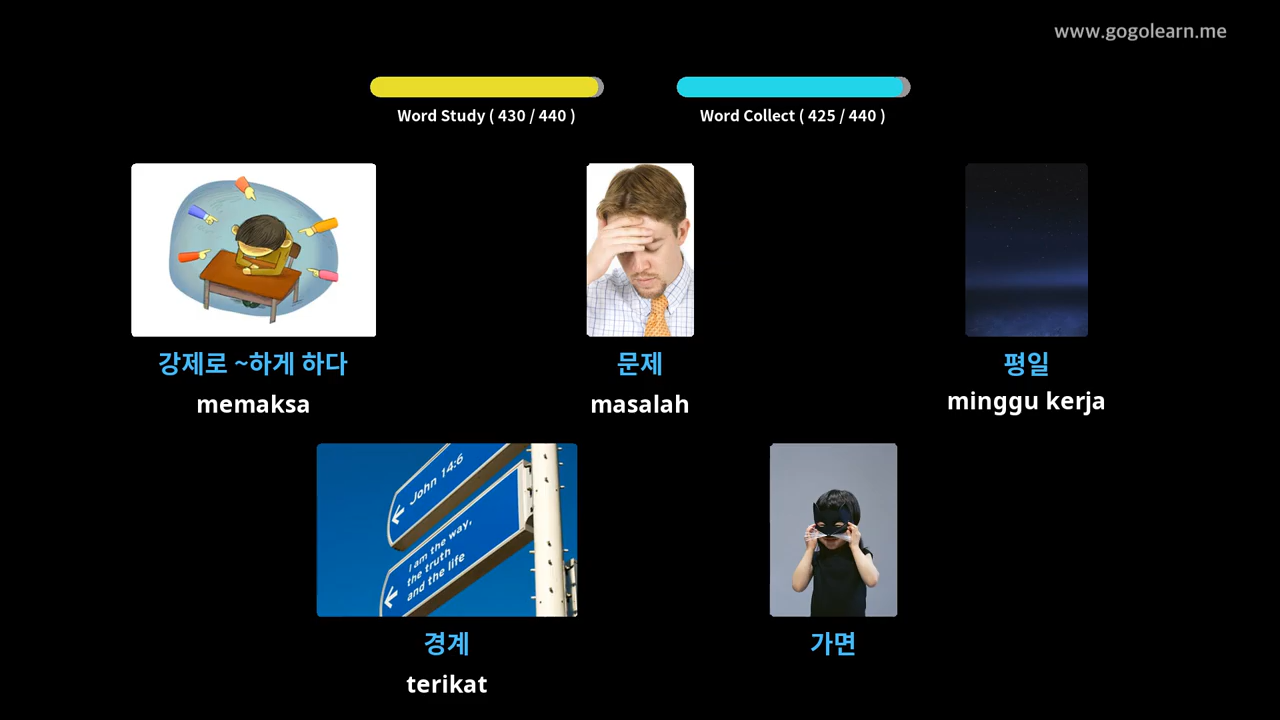 www.gogolearn.me
Word Study ( 430 / 440 )
Word Collect ( 425 / 440 )
강제로 ~하게 하다
문제
평일
memaksa
masalah
minggu kerja
John 14:6
I am the way,
the truth
and the life
경계
가면
terikat